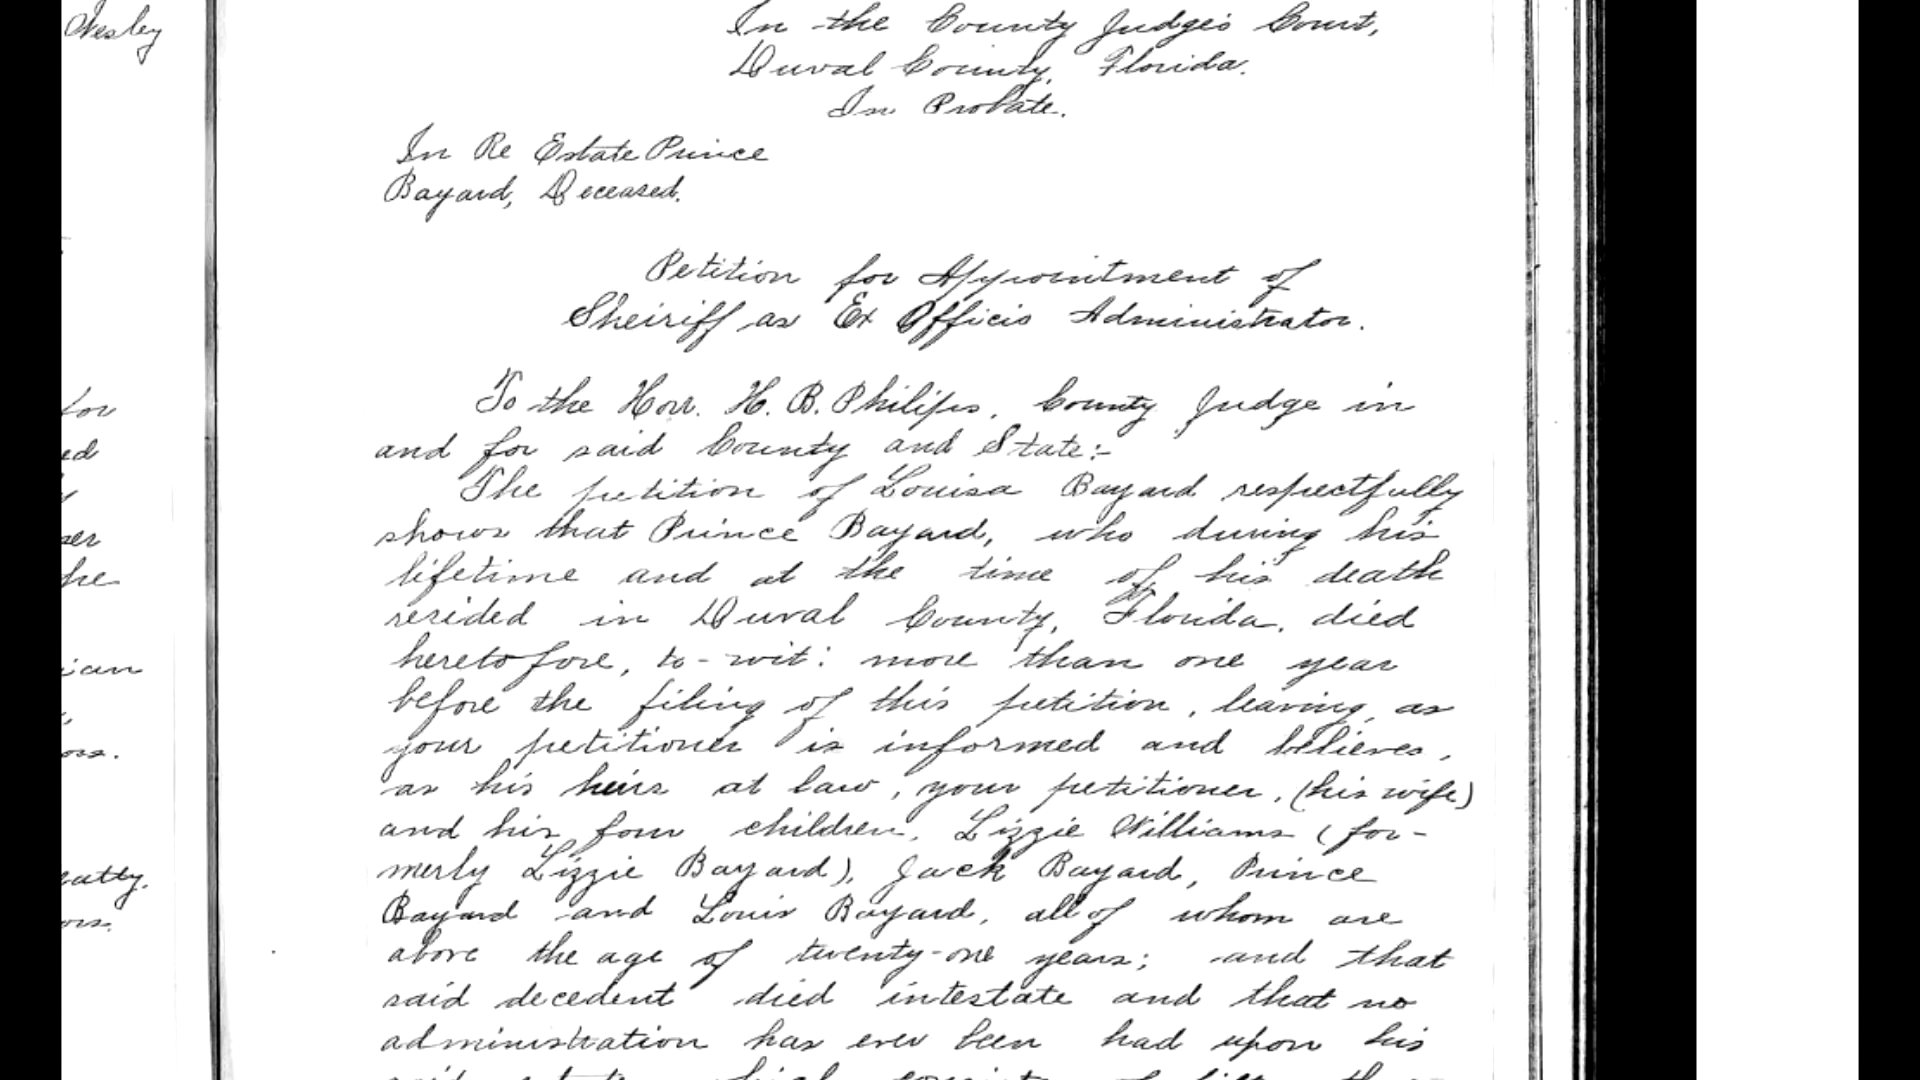 Wesley
In the County Judge's Court,
Duval County, Florida.
In Probate.
In Re Estate Prince
Bayard, Deceased.
Petition for Appointment of
Sheiriff as Ex Officio Administrator.
To the Hon. H. B. Philips, County Judge in
and for said County and State:-
The petition of Louisa Bayard respectfully
shows that Prince Bayard, who during his
lifetime and at the time of his death
resided in Duval County, Florida, died
heretofore, to-wit: more than one year
before the filing of this petition, leaving, as
your petitioner is informed and believes,
as his heirs at law, your petitioner, (his wife)
and his four children, Lizzie Williams (for-
merly Lizzie Bayard), Jack Bayard, Prince
Bayard and Louis Bayard, all of whom are
above the age of twenty-one years; and that
said decedent died intestate and that no
administration has ever been had upon his